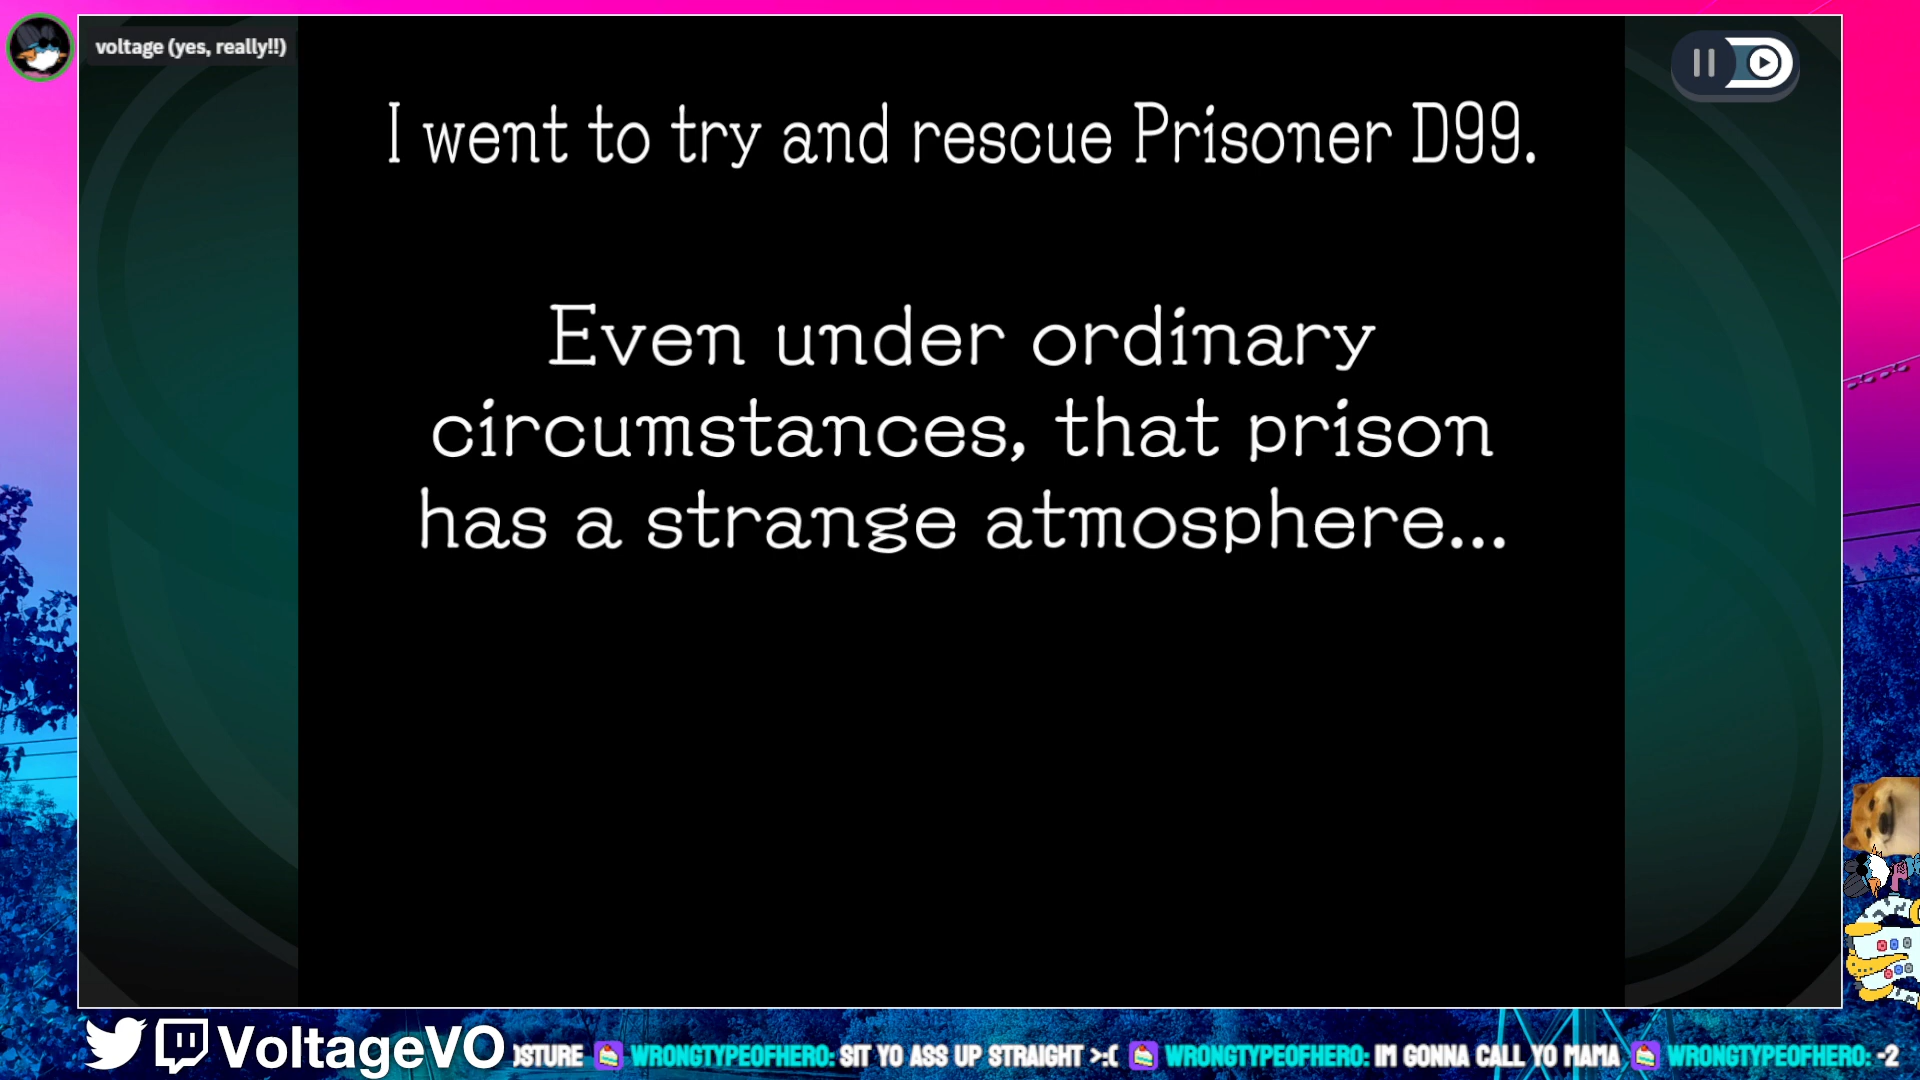 voltage (yes, really!!)
I went to try and rescue Prisoner D99.
Even under ordinary
circumstances, that prison
has a strange atmosphere...
VoltageVO
OSTURE WRONGTYPEOFHERO: SIT YO ASS UP STRAIGHT >:( WRONGTYPEOFHERO: IM GONNA CALL YO MAMA WRONGTYPEOFHERO: -2